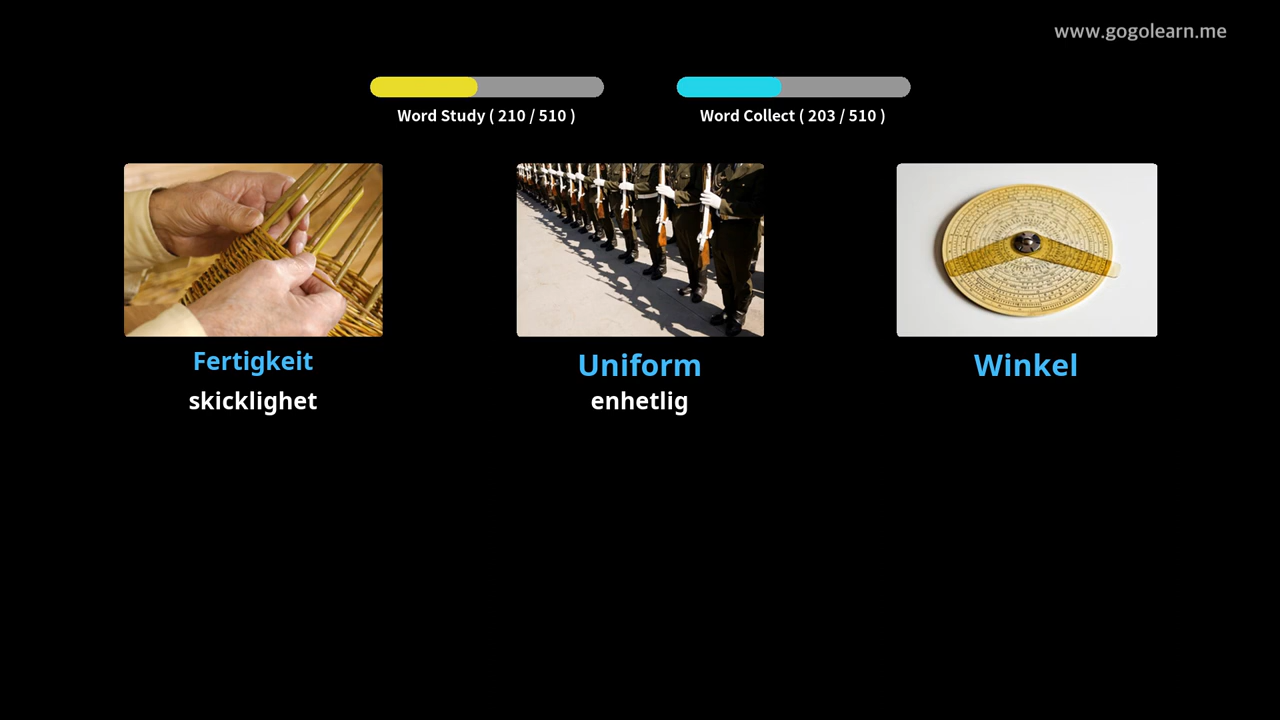 www.gogolearn.me
Word Study ( 210 / 510 )
Word Collect ( 203 / 510 )
Fertigkeit
skicklighet
Uniform
enhetlig
Winkel